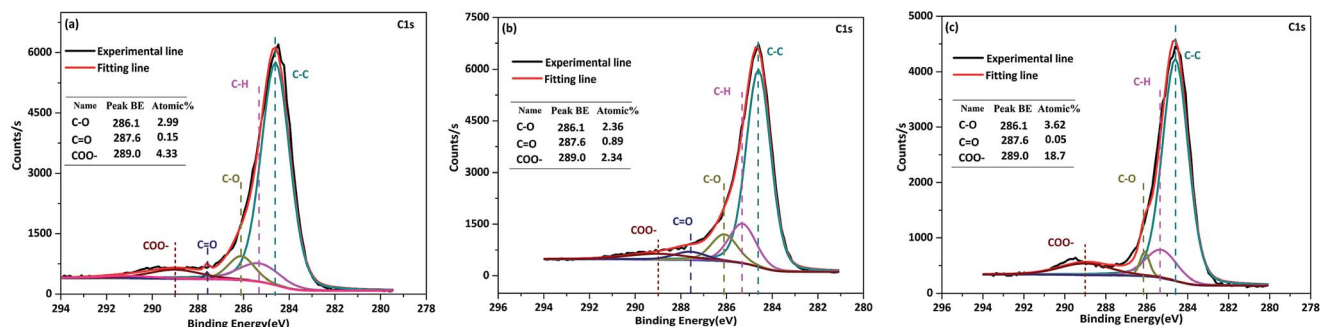 (a)
C1s
Experimental line
Fitting line
C-C
C-H
Name Peak BE Atomic%
C-O 286.1 2.99
C=O 287.6 0.15
COO- 289.0 4.33
C-O
COO-
C=O
6000
4500
3000
1500
0
Counts/s
294 292 290 288 286 284 282 280 278
Binding Energy(eV)
(b)
C1s
Experimental line
Fitting line
C-C
C-H
Name Peak BE Atomic%
C-O 286.1 2.36
C=O 287.6 0.89
COO- 289.0 2.34
C-O
C=O
COO-
7500
6000
4500
3000
1500
0
Counts/s
296 294 292 290 288 286 284 282 280
Binding Energy(eV)
(c)
C1s
Experimental line
Fitting line
C-C
C-H
Name Peak BE Atomic%
C-O 286.1 3.62
C=O 287.6 0.05
COO- 289.0 18.7
C-O
COO-
5000
4000
3000
2000
1000
0
Counts/s
296 294 292 290 288 286 284 282 280 278
Binding Energy(eV)